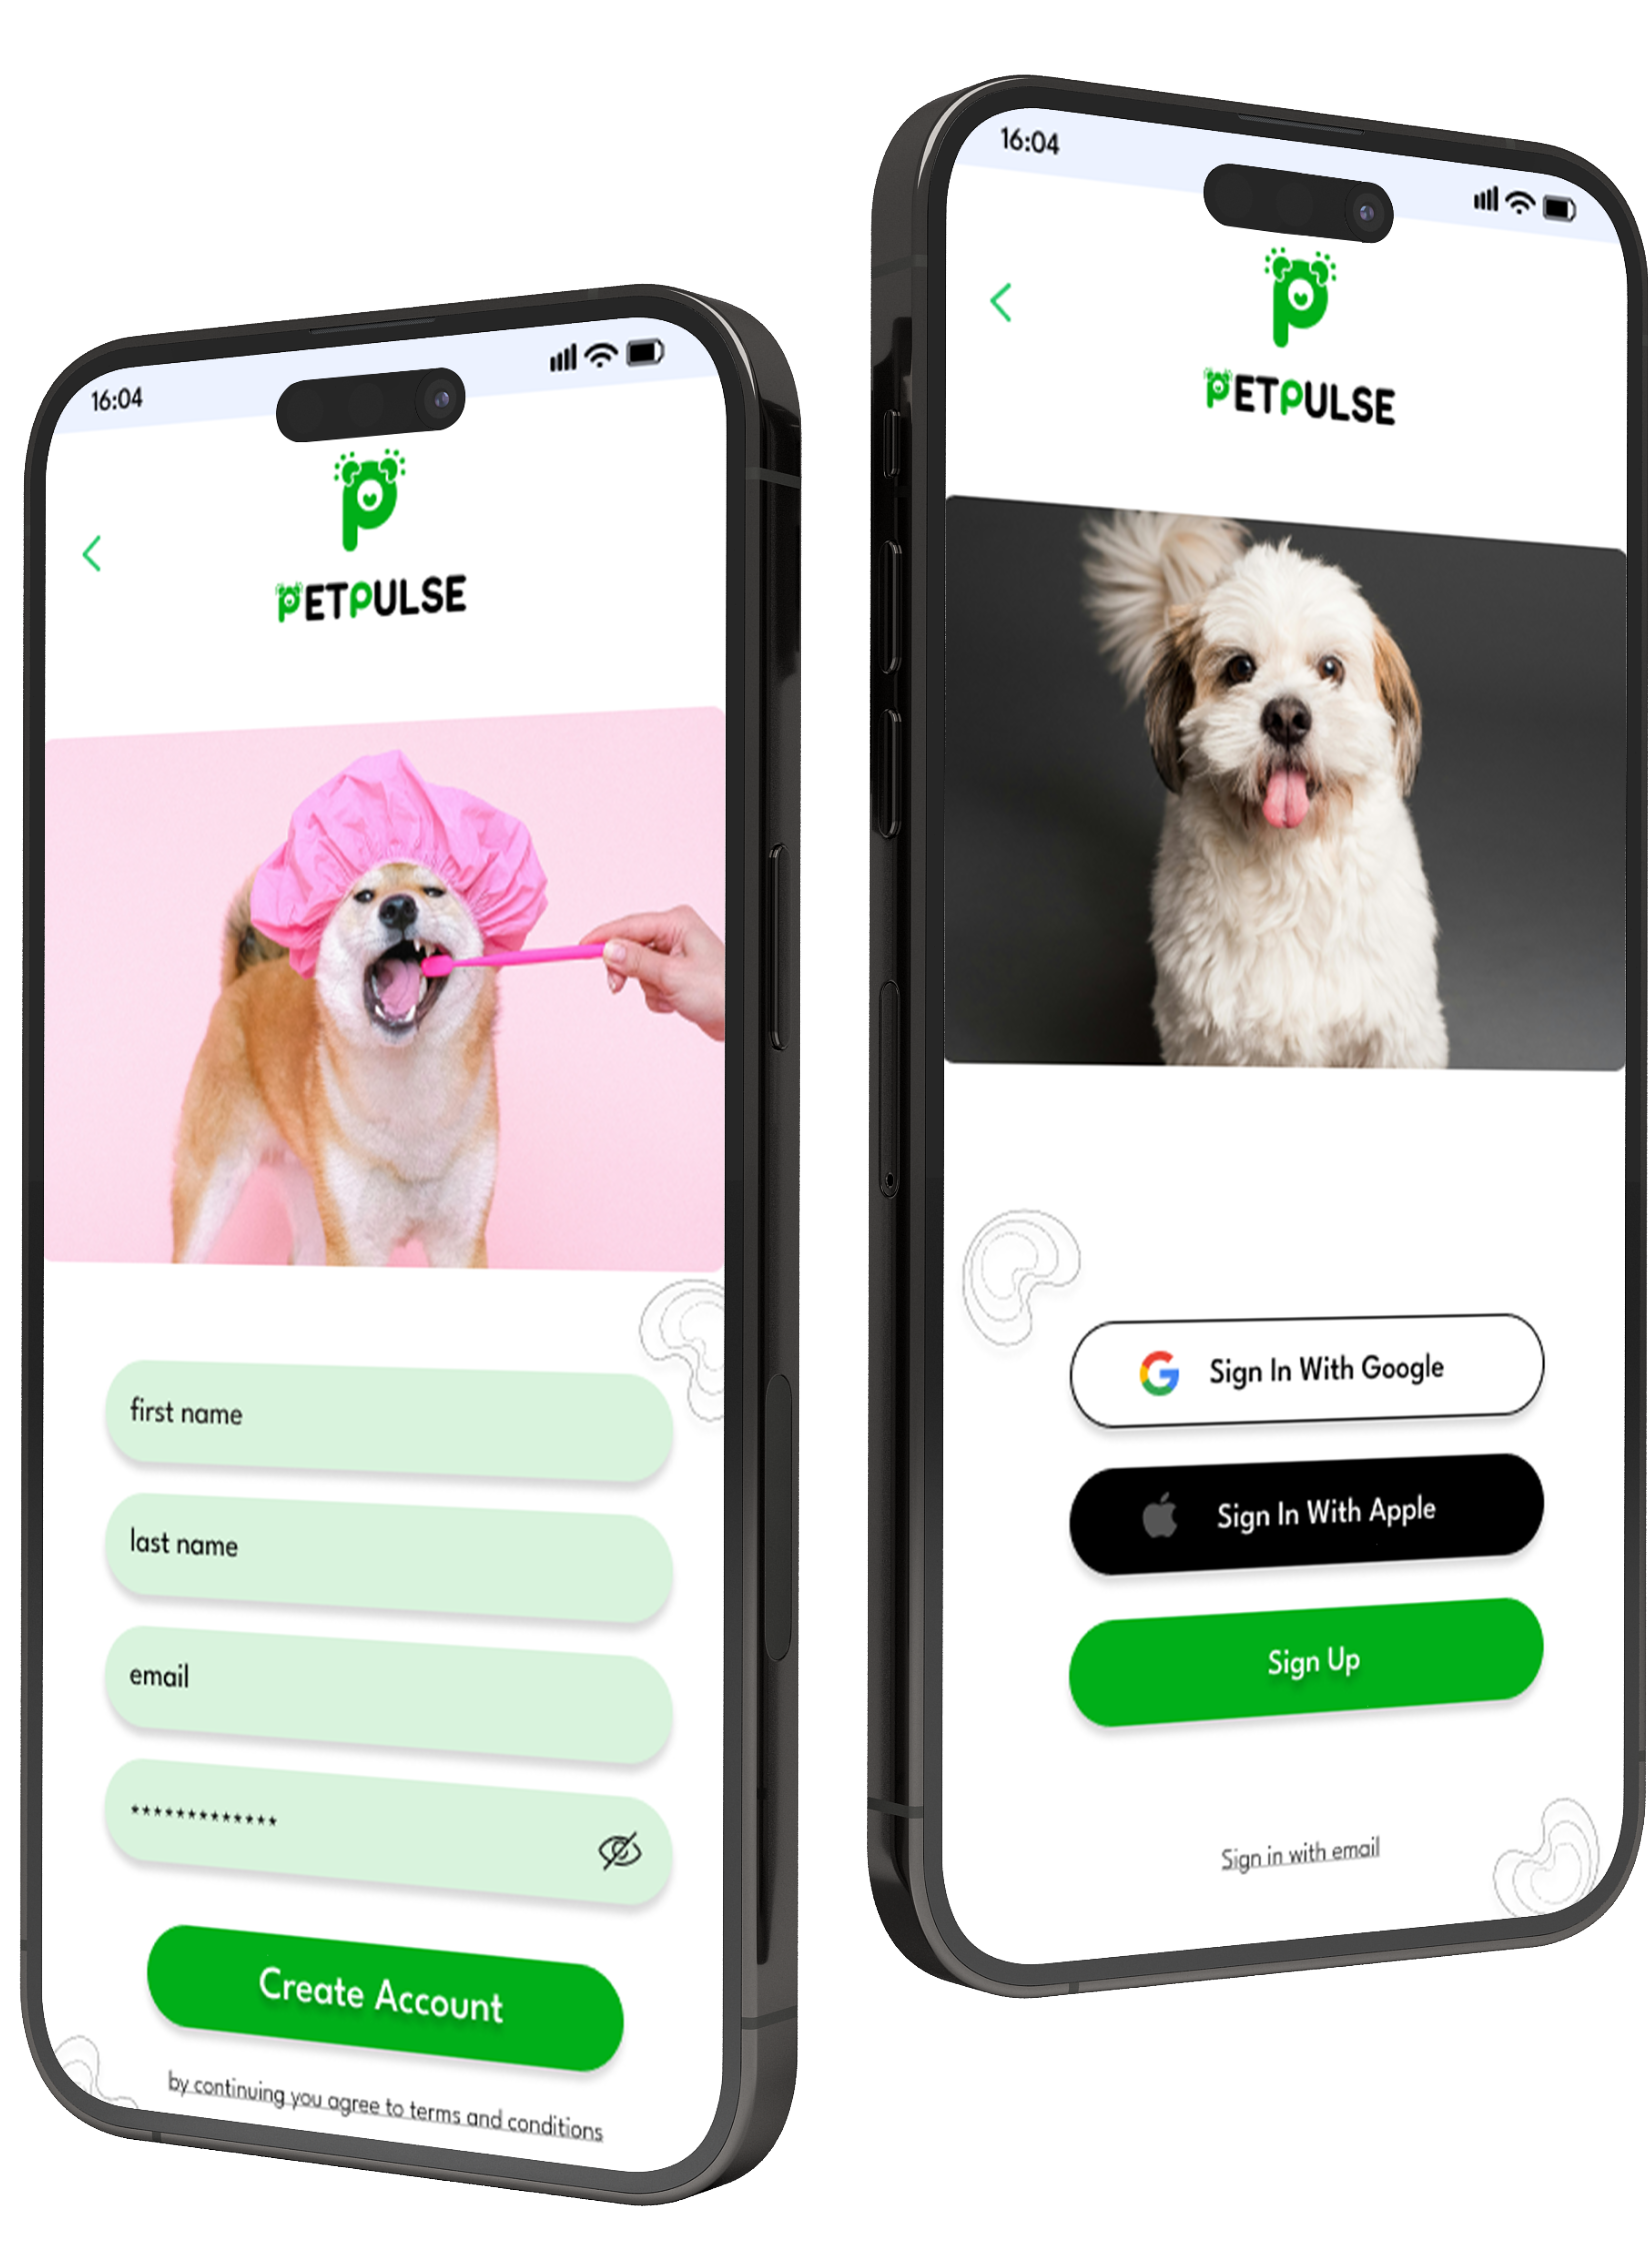 16:04
PETPULSE
first name
last name
email
*************
Create Account
by continuing you agree to terms and conditions
16:04
PETPULSE
Sign In With Google
Sign In With Apple
Sign Up
Sign in with email